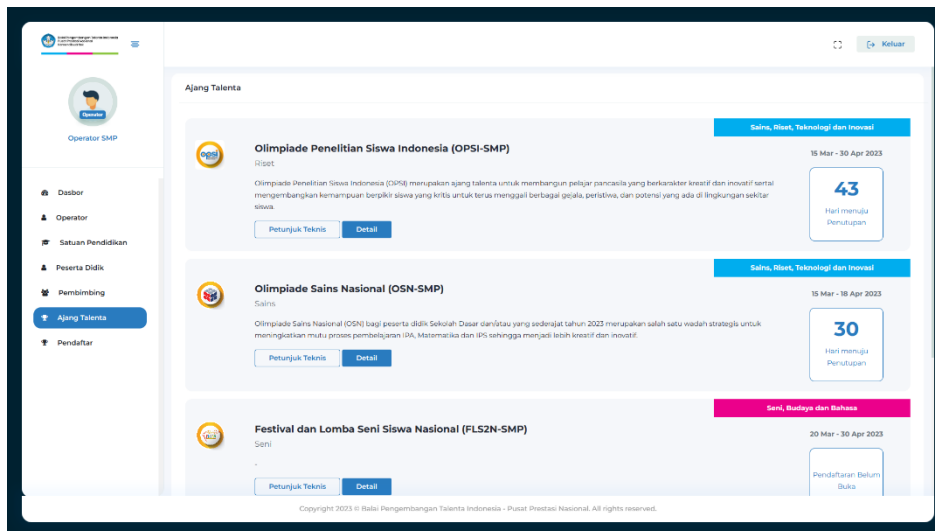 Keluar
Operator
Operator SMP
Dasbor
Operator
Satuan Pendidikan
Peserta Didik
Pembimbing
Ajang Talenta
Pendaftar
Ajang Talenta
Sains, Riset, Teknologi dan Inovasi
opsi
Olimpiade Penelitian Siswa Indonesia (OPSI-SMP)
Riset
15 Mar - 30 Apr 2023
Olimpiade Penelitian Siswa Indonesia (OPSI) merupakan ajang talenta untuk membangun pelajar pancasila yang berkarakter kreatif dan inovatif sertal
mengembangkan kemampuan berpikir siswa yang kritis untuk terus menggali berbagai gejala, peristiwa, dan potensi yang ada di lingkungan sekitar
siswa.
43
Hari menuju
Penutupan
Petunjuk Teknis
Detail
Sains, Riset, Teknologi dan Inovasi
Olimpiade Sains Nasional (OSN-SMP)
Sains
15 Mar - 18 Apr 2023
Olimpiade Sains Nasional (OSN) bagi peserta didik Sekolah Dasar dan/atau yang sederajat tahun 2023 merupakan salah satu wadah strategis untuk
meningkatkan mutu proses pembelajaran IPA, Matematika dan IPS sehingga menjadi lebih kreatif dan inovatif.
30
Hari menuju
Penutupan
Petunjuk Teknis
Detail
Seni, Budaya dan Bahasa
Festival dan Lomba Seni Siswa Nasional (FLS2N-SMP)
Seni
20 Mar - 30 Apr 2023
-
Pendaftaran Belum
Buka
Petunjuk Teknis
Detail
Copyright 2023 © Balai Pengembangan Talenta Indonesia - Pusat Prestasi Nasional. All rights reserved.